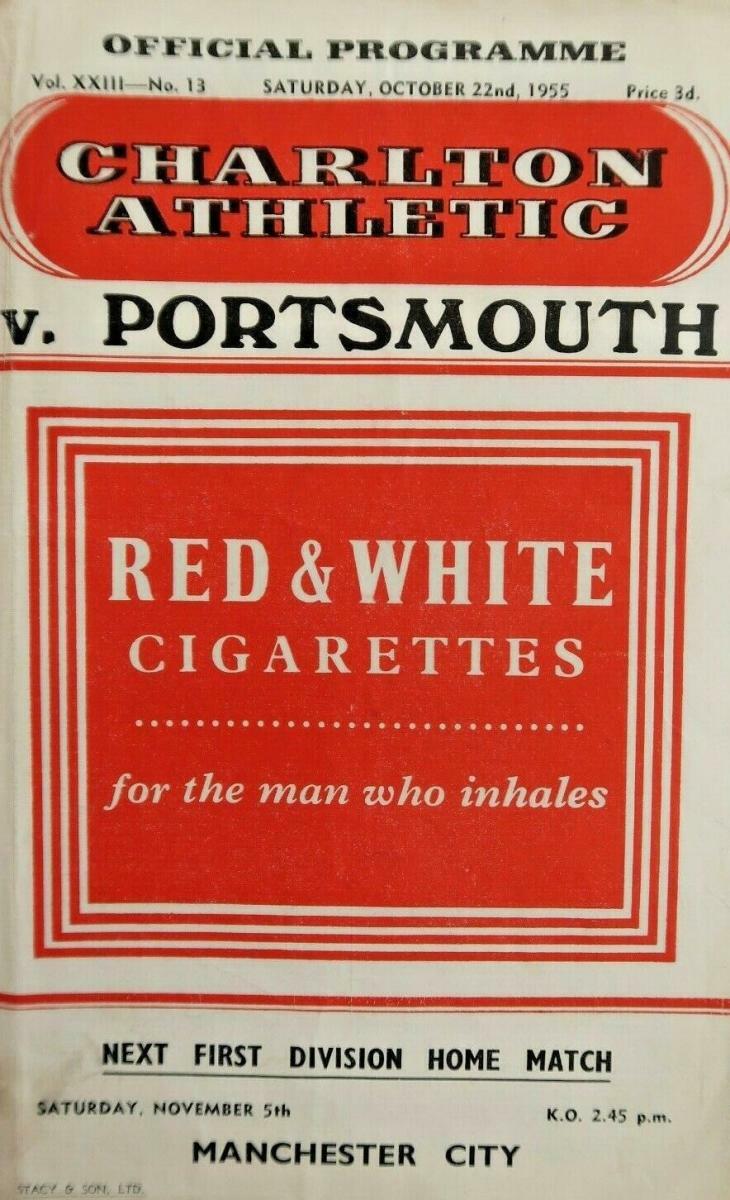 OFFICIAL PROGRAMME
Vol. XXIII—No. 13 SATURDAY, OCTOBER 22nd, 1955 Price 3d.
CHARLTON
ATHLETIC
v. PORTSMOUTH
RED & WHITE
CIGARETTES
for the man who inhales
NEXT FIRST DIVISION HOME MATCH
SATURDAY, NOVEMBER 5th K.O. 2.45 p.m.
MANCHESTER CITY
STACY & SON, LTD.